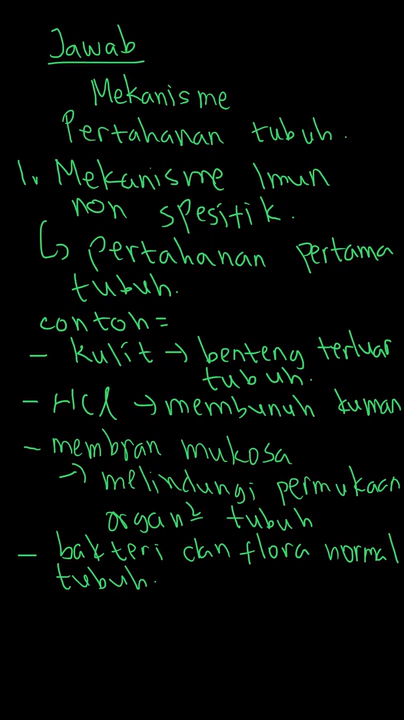 Jawab
Mekanisme
Pertahanan tubuh.
1. Mekanisme Imun
non spesifik.
↳ Pertahanan pertama
tubuh.
contoh =
- kulit → benteng terluar
tubuh.
- HCl → membunuh kuman
- membran mukosa
→ melindungi permukaan
organ² tubuh
- bakteri dan flora normal
tubuh.